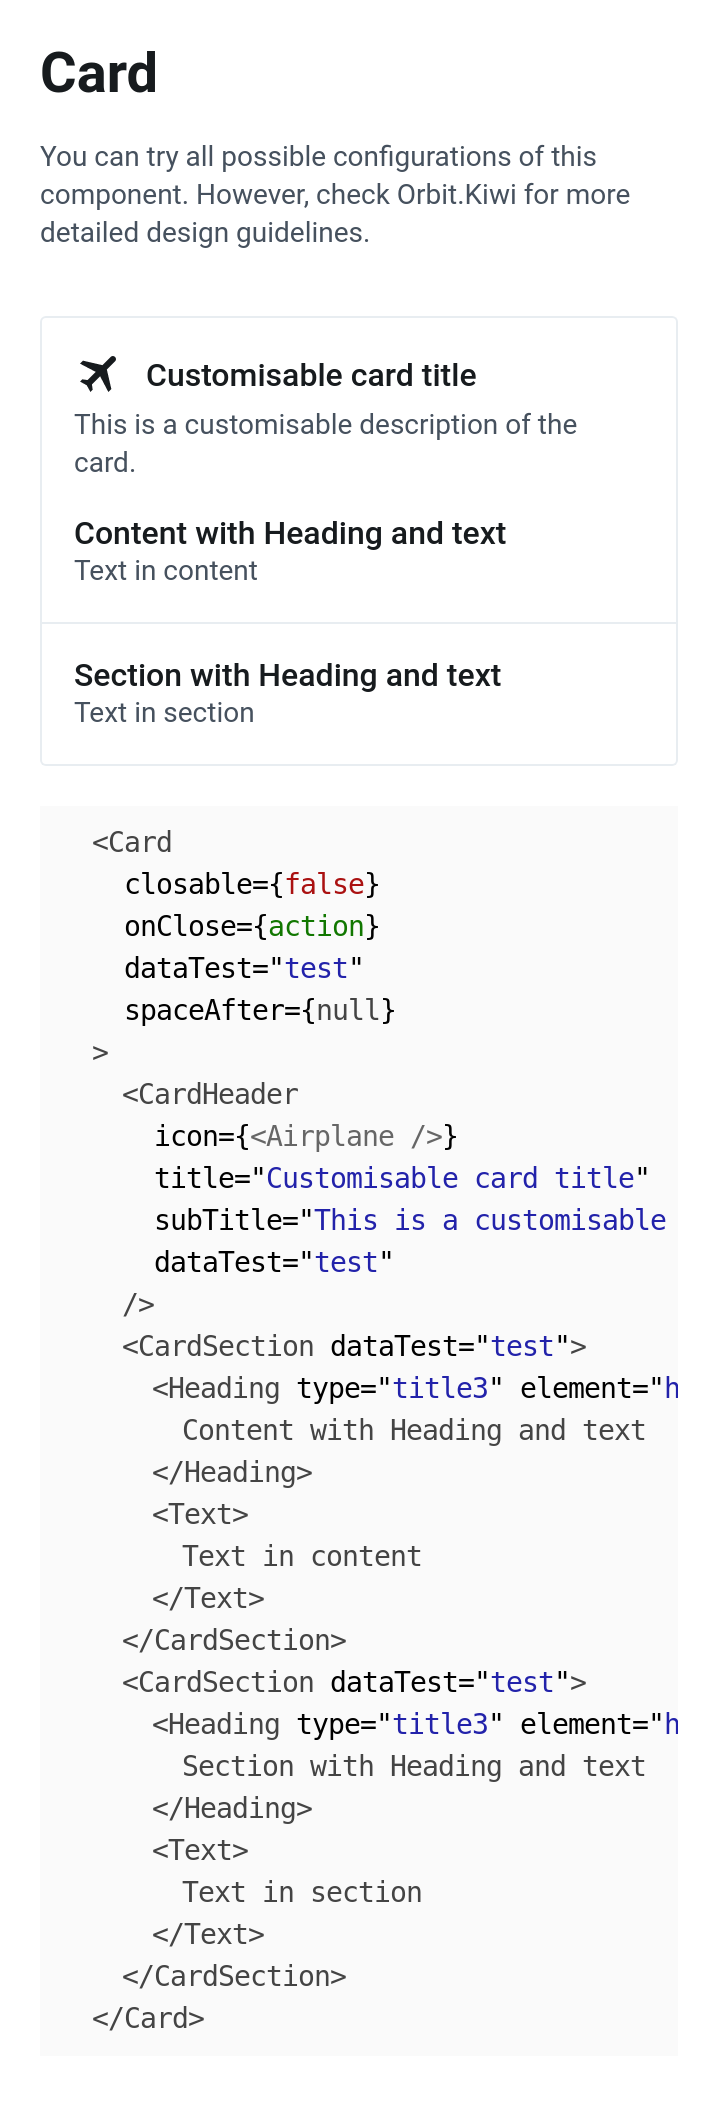 Card
You can try all possible configurations of this
component. However, check Orbit.Kiwi for more
detailed design guidelines.
Customisable card title
This is a customisable description of the
card.
Content with Heading and text
Text in content
Section with Heading and text
Text in section
<Card
closable={false}
onClose={action}
dataTest="test"
spaceAfter={null}
>
<CardHeader
icon={<Airplane />}
title="Customisable card title"
subTitle="This is a customisable
dataTest="test"
/>
<CardSection dataTest="test">
<Heading type="title3" element="h
Content with Heading and text
</Heading>
<Text>
Text in content
</Text>
</CardSection>
<CardSection dataTest="test">
<Heading type="title3" element="h
Section with Heading and text
</Heading>
<Text>
Text in section
</Text>
</CardSection>
</Card>